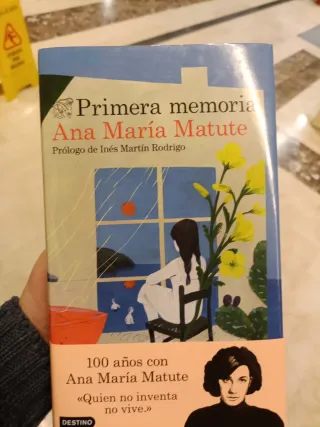 Primera memoria
Ana María Matute
Prólogo de Inés Martín Rodrigo
100 años con
Ana María Matute
«Quien no inventa
no vive.»
DESTINO